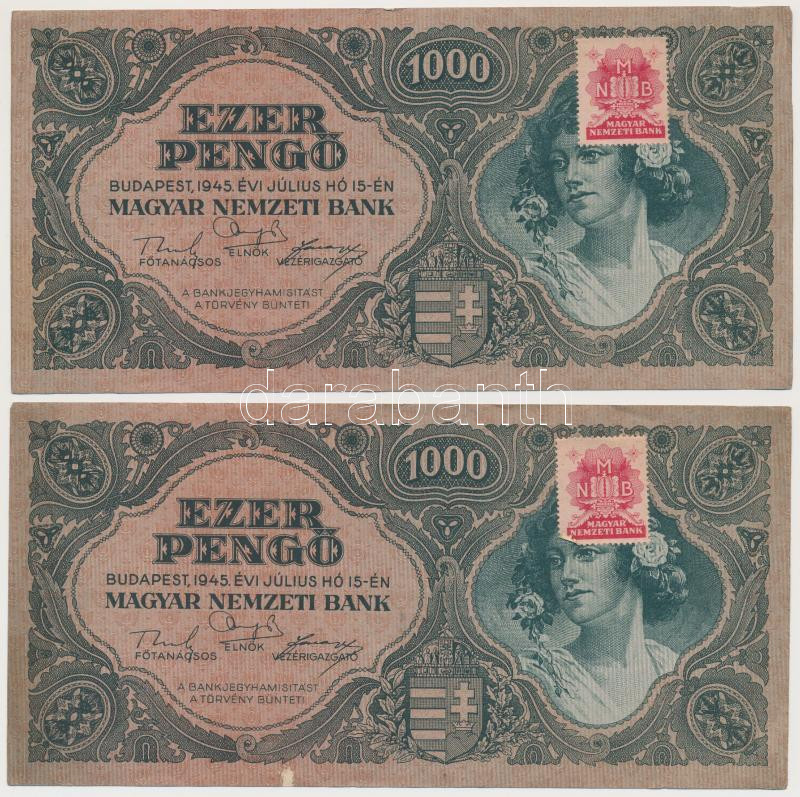 1000
M
N B
MAGYAR
NEMZETI BANK
EZER
PENGŐ
BUDAPEST, 1945. ÉVI JÚLIUS HÓ 15-ÉN
MAGYAR NEMZETI BANK
FŐTANÁCSOS ELNÖK VEZÉRIGAZGATÓ
A BANKJEGYHAMISITÁST
A TÖRVÉNY BÜNTETI
darabanth
1000
M
N B
MAGYAR
NEMZETI BANK
EZER
PENGŐ
BUDAPEST, 1945. ÉVI JÚLIUS HÓ 15-ÉN
MAGYAR NEMZETI BANK
FŐTANÁCSOS ELNÖK VEZÉRIGAZGATÓ
A BANKJEGYHAMISITÁST
A TÖRVÉNY BÜNTETI